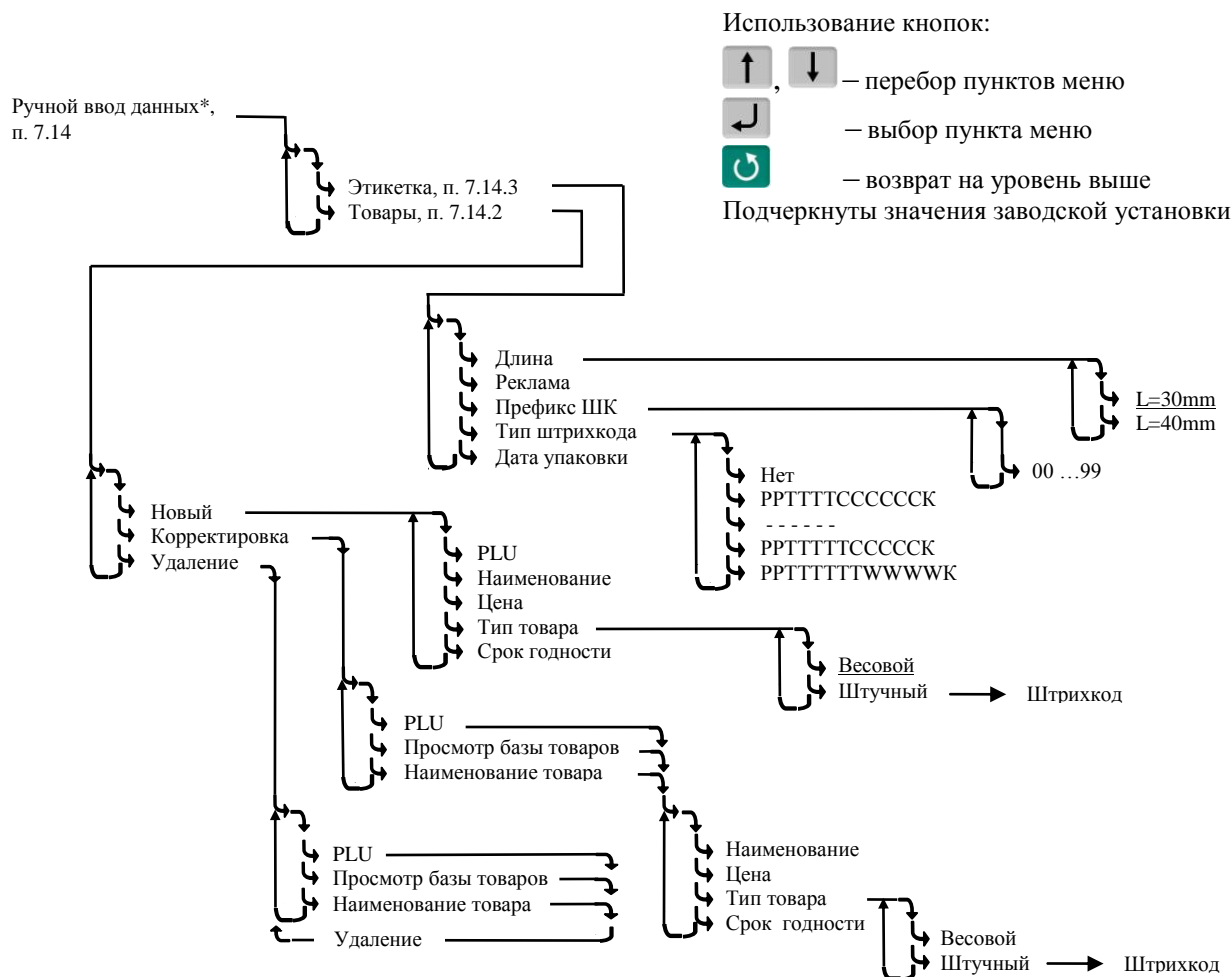 Использование кнопок:
, – перебор пунктов меню
– выбор пункта меню
– возврат на уровень выше
Подчеркнуты значения заводской установки
Ручной ввод данных*,
п. 7.14
Этикетка, п. 7.14.3
Товары, п. 7.14.2
Длина
Реклама
Префикс ШК
Тип штрихкода
Дата упаковки
L=30mm
L=40mm
00 …99
Нет
PPTTTTCCCCCCK
- - - - - -
PPTTTTTCCCCCK
PPTTTTTTWWWWK
Новый
Корректировка
Удаление
PLU
Наименование
Цена
Тип товара
Срок годности
Весовой
Штучный
Штрихкод
PLU
Просмотр базы товаров
Наименование товара
PLU
Просмотр базы товаров
Наименование товара
Удаление
Наименование
Цена
Тип товара
Срок годности
Весовой
Штучный
Штрихкод